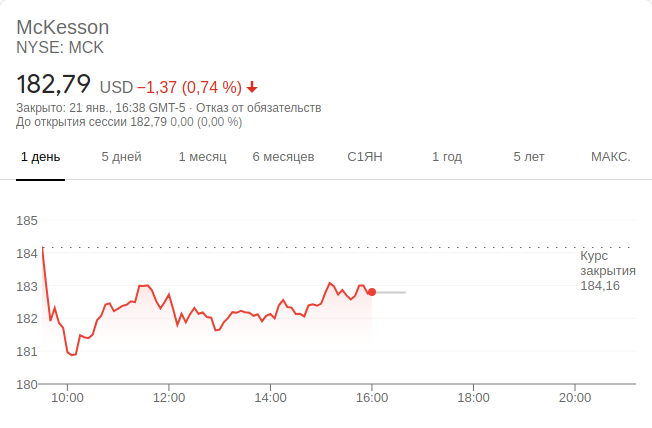 McKesson
NYSE: MCK
182,79 USD −1,37 (0,74 %)
Закрыто: 21 янв., 16:38 GMT-5 · Отказ от обязательств
До открытия сессии 182,79 0,00 (0,00 %)
1 день 5 дней 1 месяц 6 месяцев С1ЯН 1 год 5 лет МАКС.
185
184
Курс
закрытия
184,16
183
182
181
180
10:00 12:00 14:00 16:00 18:00 20:00